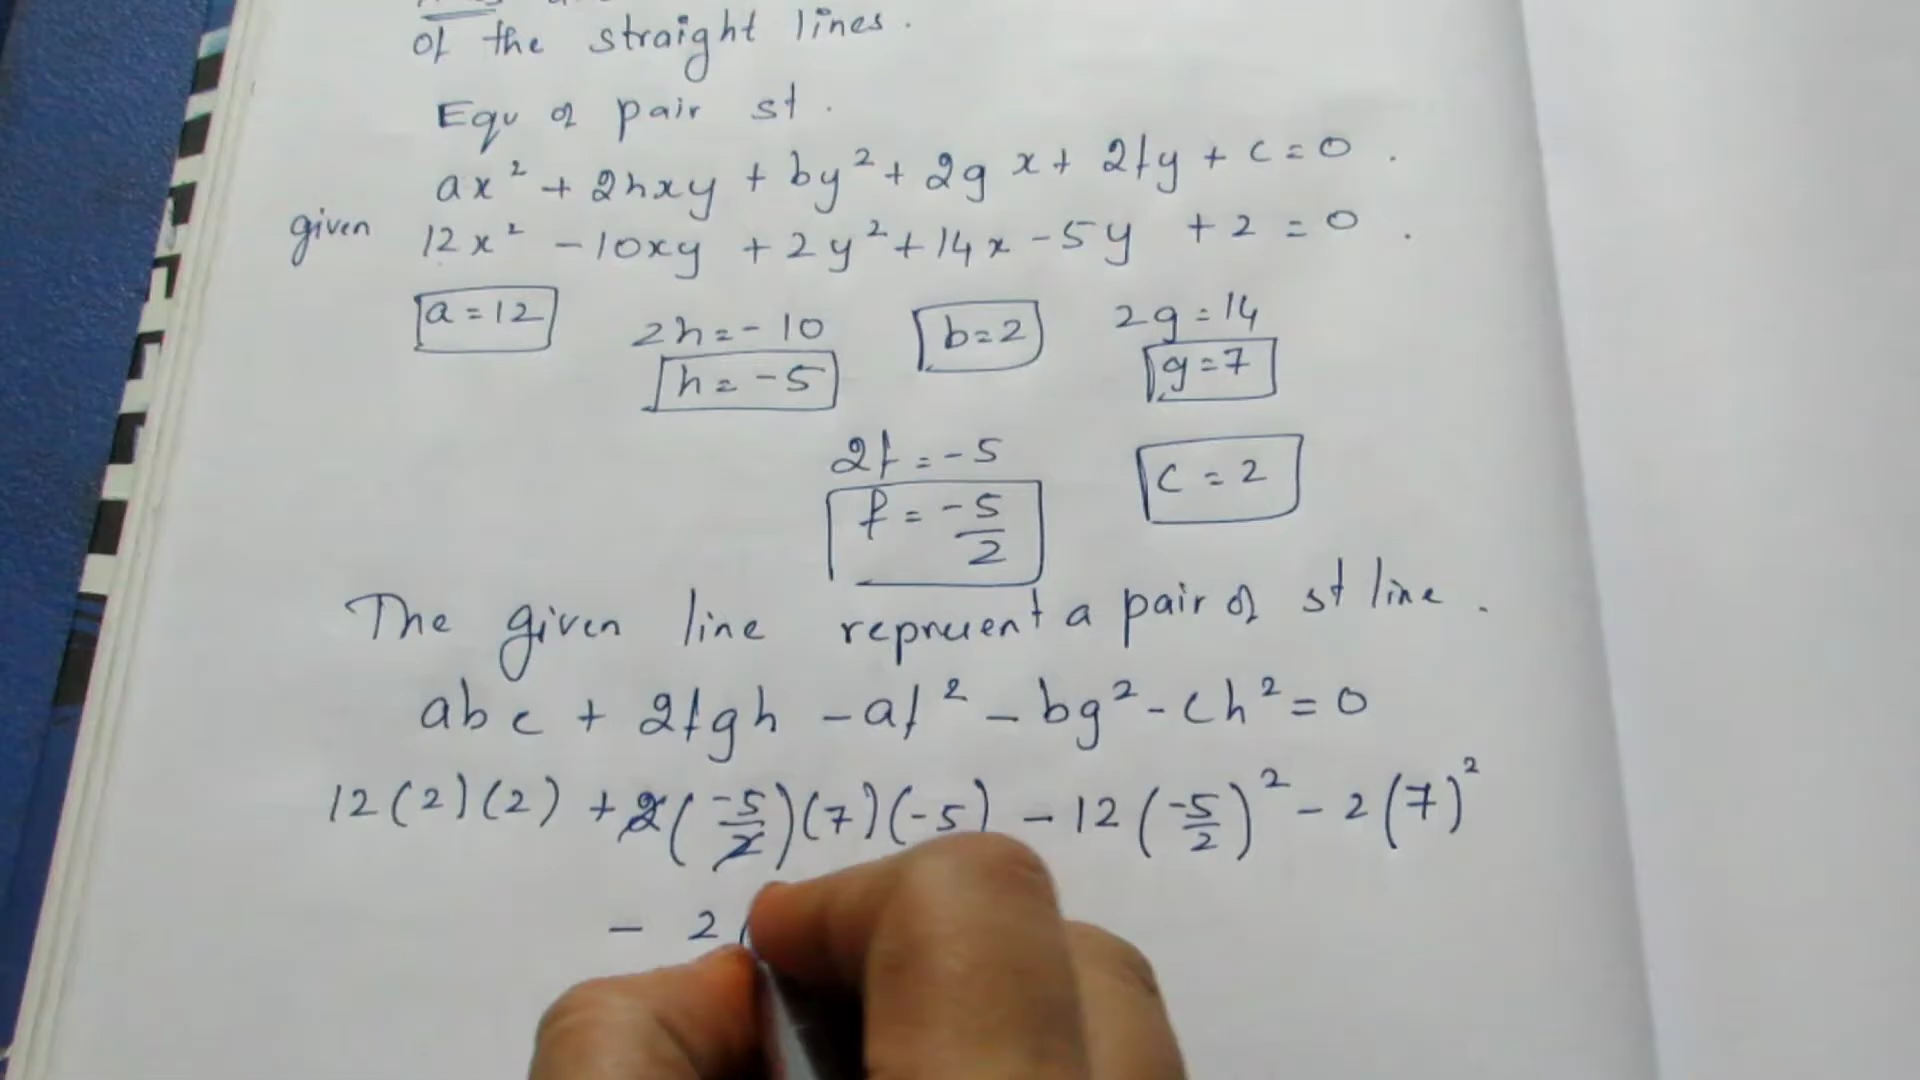 of the straight lines.
Equ of pair st.
ax² + 2hxy + by² + 2gx + 2fy + c = 0.
given 12x² - 10xy + 2y² + 14x - 5y + 2 = 0.
a = 12 2h = -10 b = 2 2g = 14
h = -5 g = 7
2f = -5 c = 2
f = -5/2
The given line represent a pair of st line.
abc + 2fgh - af² - bg² - ch² = 0
12(2)(2) + 2(-5/2)(7)(-5) - 12(-5/2)² - 2(7)²
- 2(